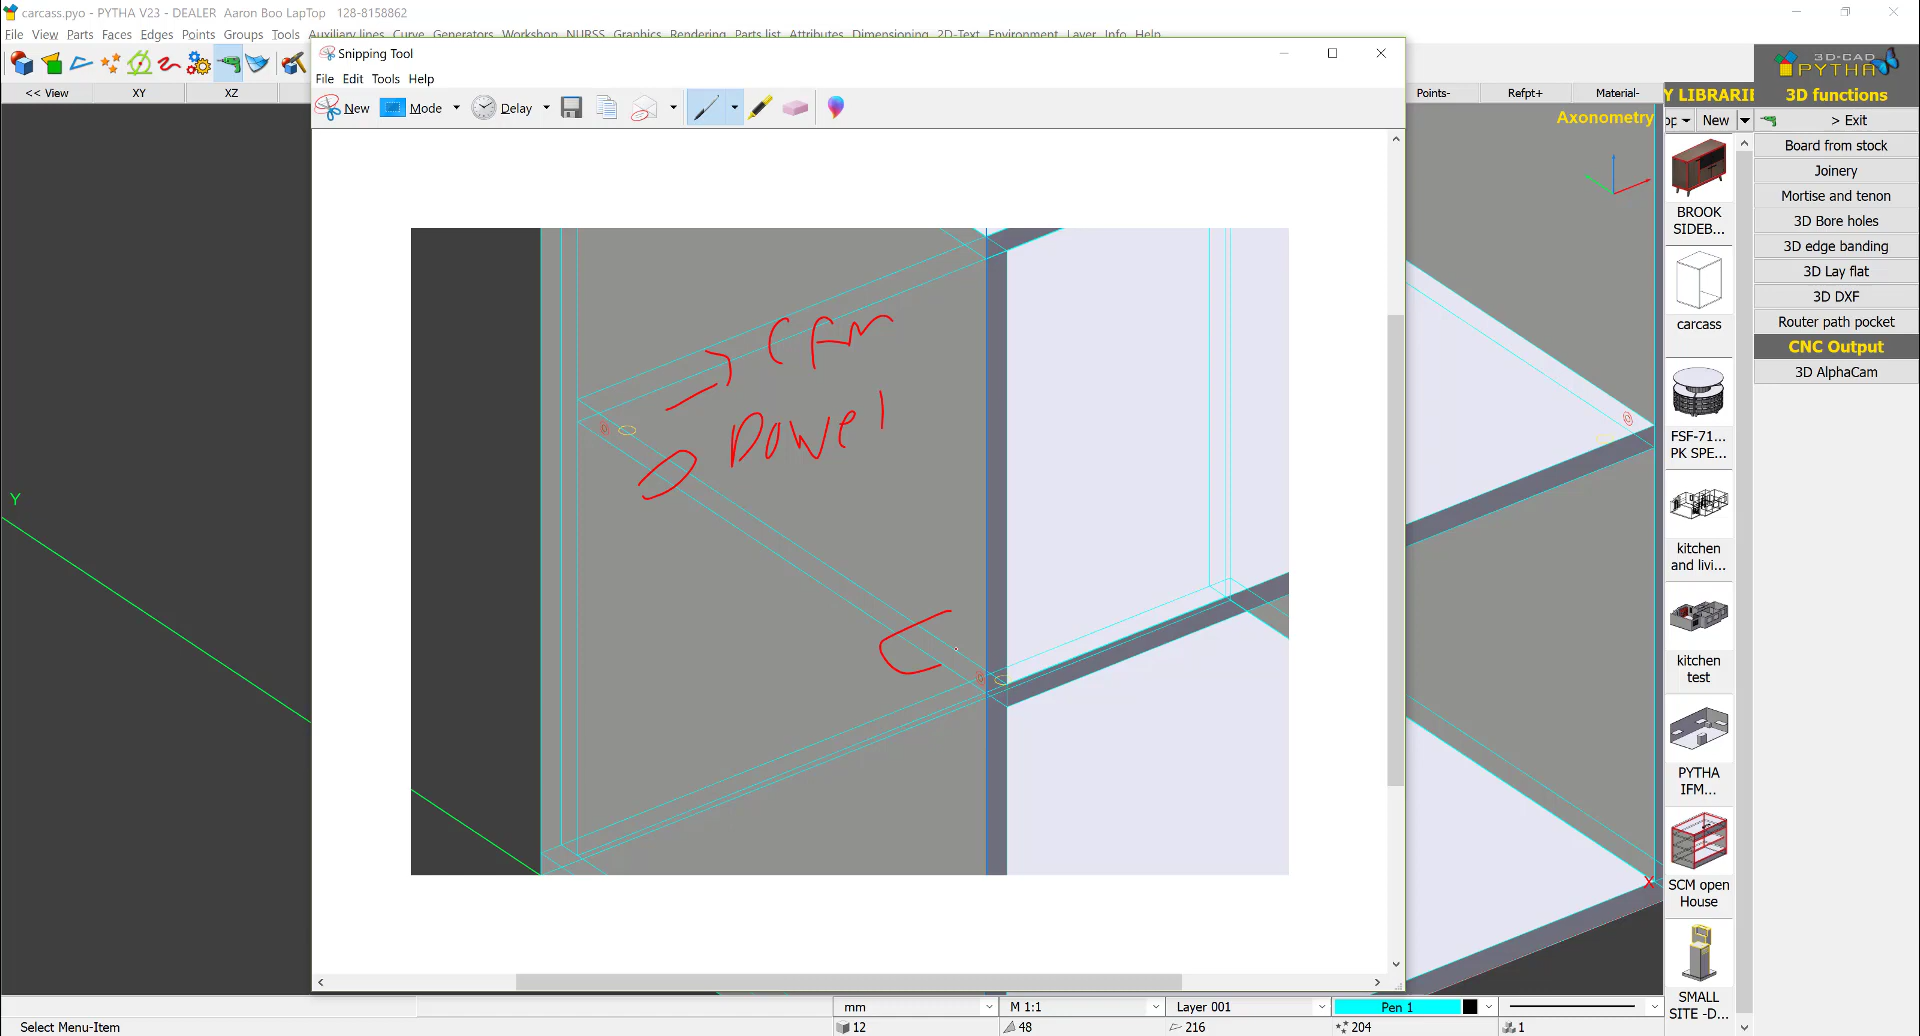 carcass.pyo - PYTHA V23 - DEALER Aaron Boo LapTop 128-8158862
File View Parts Faces Edges Points Groups Tools Auxiliary lines Curve Generators Workshop NURSS Graphics Rendering Parts list Attributes Dimensioning 2D-Text Environment Layer Info Help
Snipping Tool
File Edit Tools Help
New Mode Delay
<< View XY XZ
Points- Refpt+ Material-
Axonometry
3D-CAD
PYTHA
Y LIBRARIE
3D functions
New
> Exit
Board from stock
Joinery
Mortise and tenon
3D Bore holes
3D edge banding
3D Lay flat
3D DXF
Router path pocket
CNC Output
3D AlphaCam
BROOK
SIDEB...
carcass
FSF-71...
PK SPE...
kitchen
and livi...
kitchen
test
PYTHA
IFM...
SCM open
House
SMALL
SITE -D...
Dowel
Y
mm M 1:1 Layer 001 Pen 1
Select Menu-Item 12 48 216 204 1